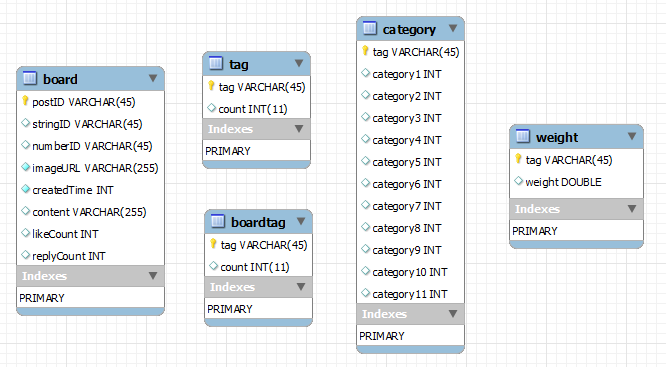 board
postID VARCHAR(45)
stringID VARCHAR(45)
numberID VARCHAR(45)
imageURL VARCHAR(255)
createdTime INT
content VARCHAR(255)
likeCount INT
replyCount INT
Indexes
PRIMARY
tag
tag VARCHAR(45)
count INT(11)
Indexes
PRIMARY
boardtag
tag VARCHAR(45)
count INT(11)
Indexes
PRIMARY
category
tag VARCHAR(45)
category1 INT
category2 INT
category3 INT
category4 INT
category5 INT
category6 INT
category7 INT
category8 INT
category9 INT
category10 INT
category11 INT
Indexes
PRIMARY
weight
tag VARCHAR(45)
weight DOUBLE
Indexes
PRIMARY